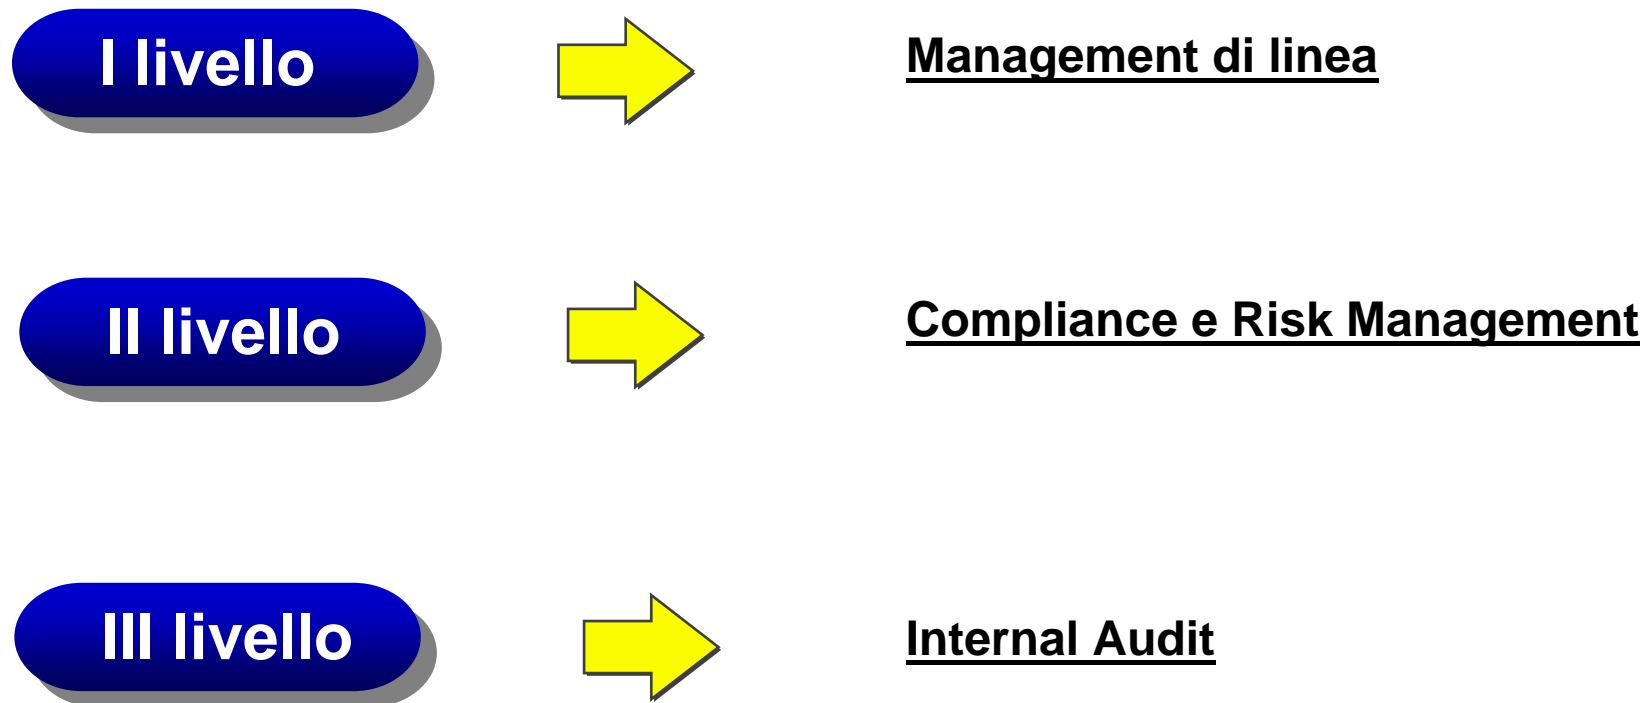 I livello
Management di linea
II livello
Compliance e Risk Management
III livello
Internal Audit